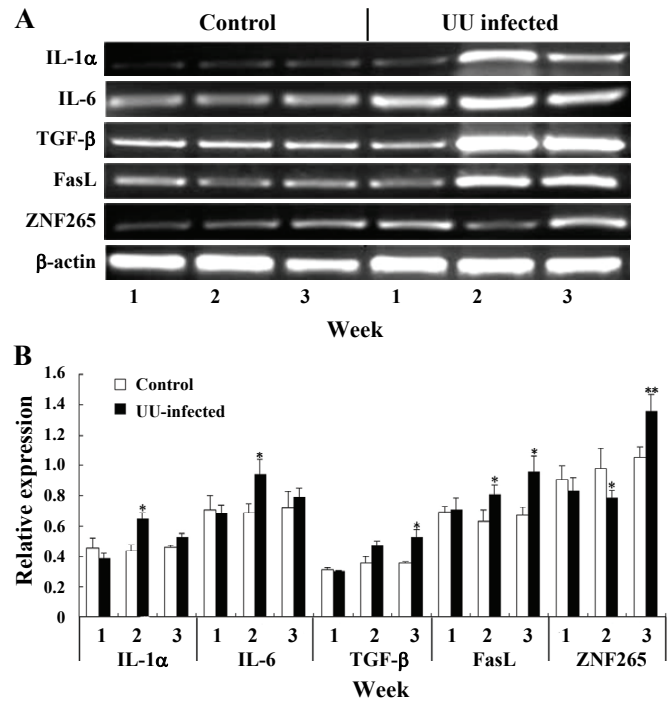 A
Control
UU infected
IL-1α
IL-6
TGF-β
FasL
ZNF265
β-actin
1 2 3 1 2 3
Week
B
1.6
1.4
1.2
1.0
0.8
0.6
0.4
0.2
0
Relative expression
Control
UU-infected
*
*
*
*
*
*
**
1 2 3 1 2 3 1 2 3 1 2 3 1 2 3
IL-1α IL-6 TGF-β FasL ZNF265
Week